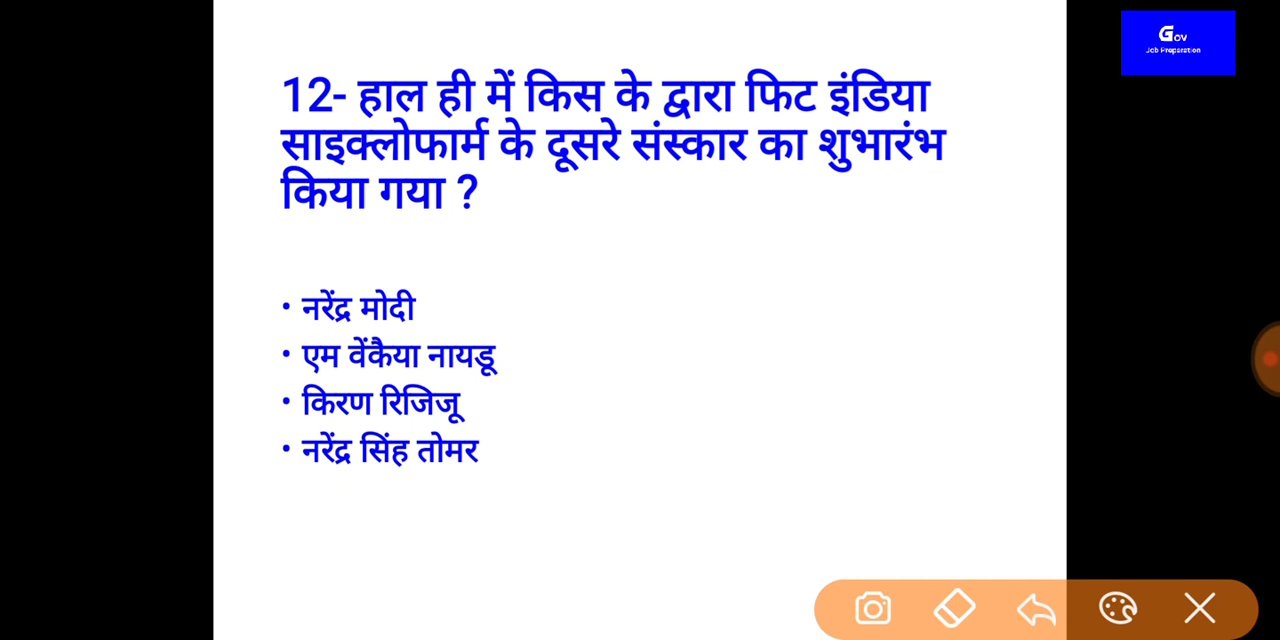 Gov
Job Preparation
12- हाल ही में किस के द्वारा फिट इंडिया
साइक्लोफार्म के दूसरे संस्कार का शुभारंभ
किया गया ?
• नरेंद्र मोदी
• एम वेंकैया नायडू
• किरण रिजिजू
• नरेंद्र सिंह तोमर